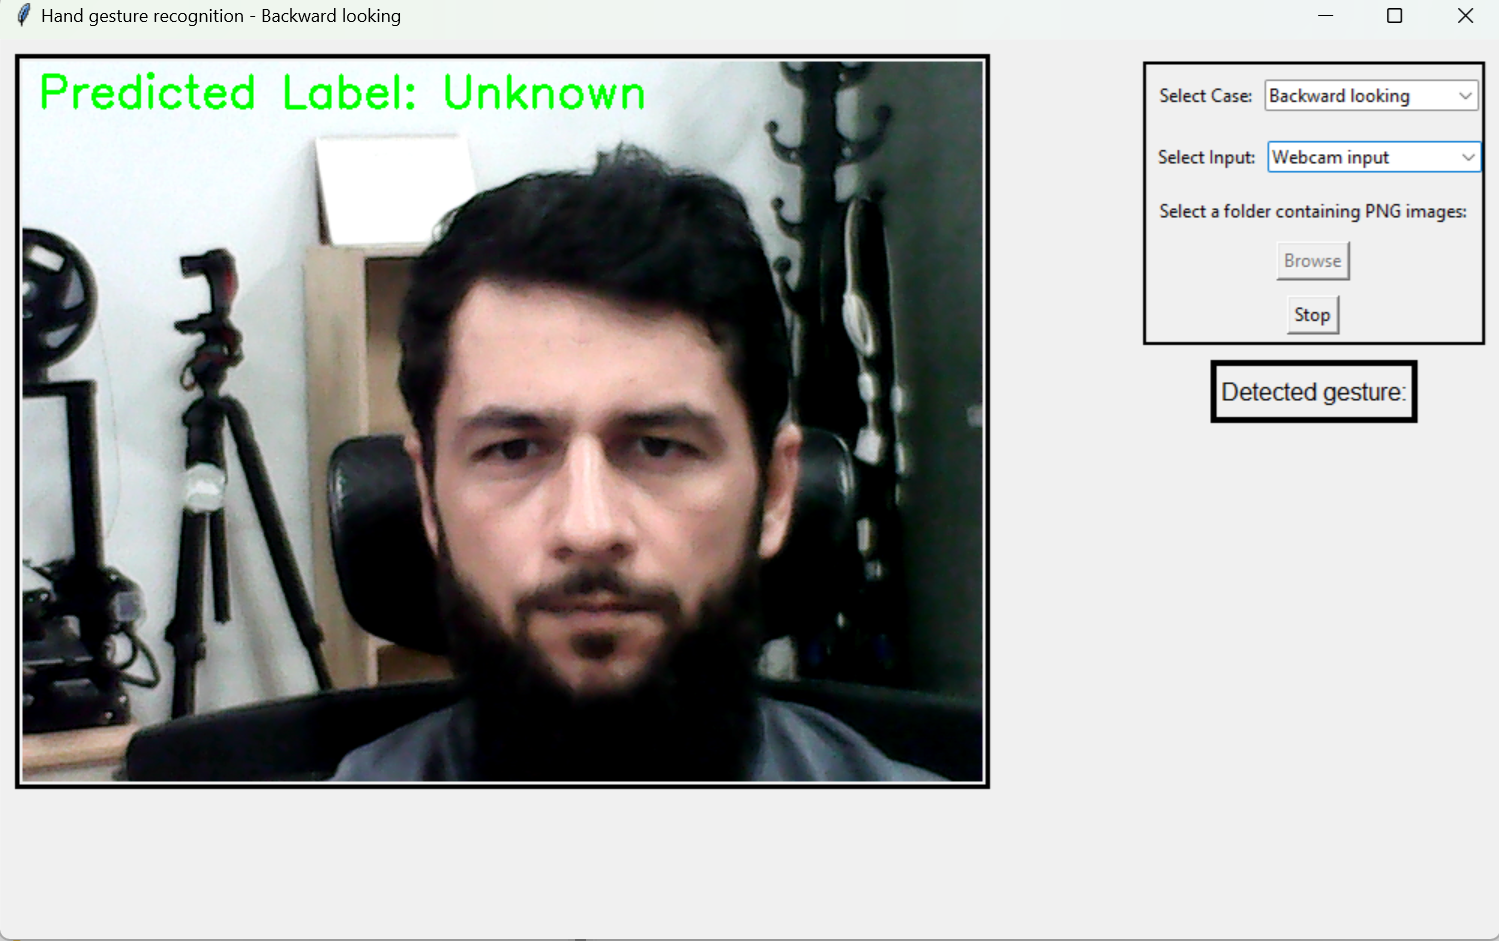 Hand gesture recognition - Backward looking
Predicted Label: Unknown
Select Case: Backward looking
Select Input: Webcam input
Select a folder containing PNG images:
Browse
Stop
Detected gesture: